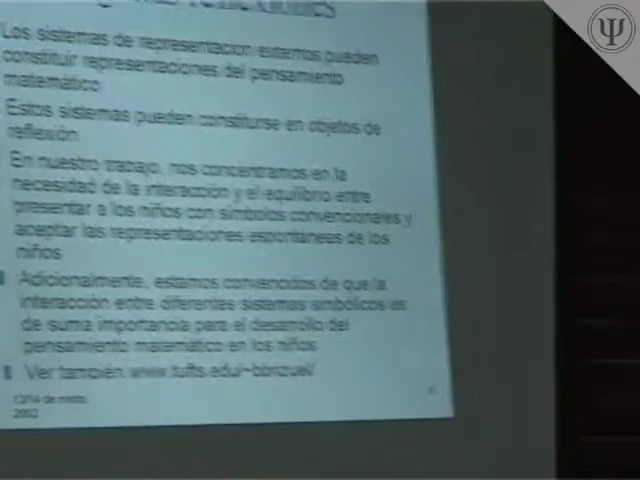 Los sistemas de representación externos pueden
constituir representaciones del pensamiento
matemático
Estos sistemas pueden constituirse en objetos de
reflexión
En nuestro trabajo, nos concentramos en la
necesidad de la interacción y el equilibrio entre
presentar a los niños con símbolos convencionales y
aceptar las representaciones espontáneas de los
niños
Adicionalmente, estamos convencidos de que la
interacción entre diferentes sistemas simbólicos es
de suma importancia para el desarrollo del
pensamiento matemático en los niños
Ver también www.tufts.edu/~bbrizuel/
13/14 de
2002
Ψ